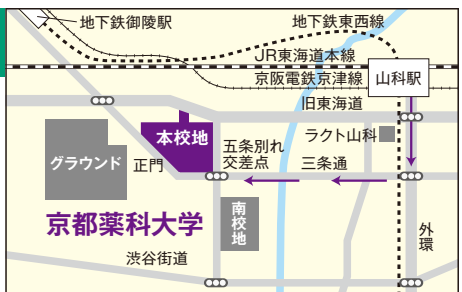 地下鉄御陵駅
地下鉄東西線
JR東海道本線
京阪電鉄京津線
山科駅
旧東海道
本校地
五条別れ
交差点
ラクト山科
グラウンド
正門
三条通
京都薬科大学
南校地
外環
渋谷街道